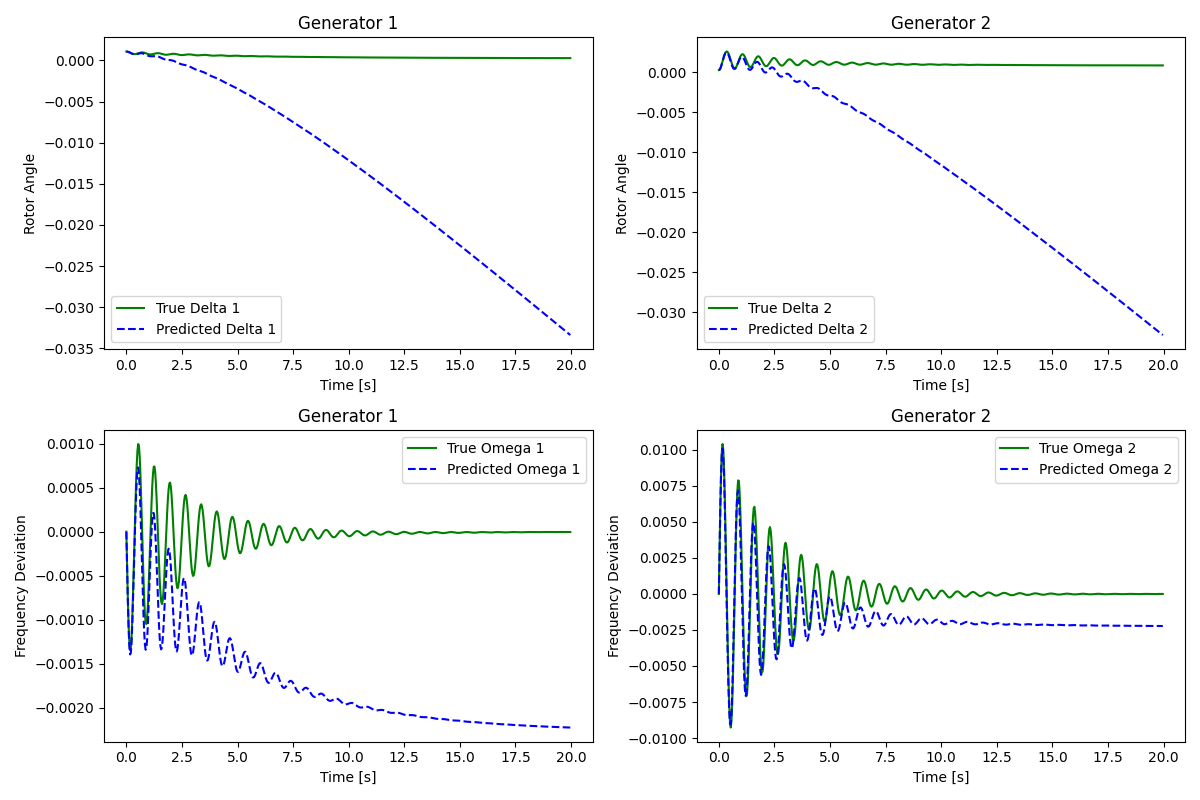 Generator 1
Rotor Angle
0.000
−0.005
−0.010
−0.015
−0.020
−0.025
−0.030
−0.035
True Delta 1
Predicted Delta 1
0.0 2.5 5.0 7.5 10.0 12.5 15.0 17.5 20.0
Time [s]
Generator 2
Rotor Angle
0.000
−0.005
−0.010
−0.015
−0.020
−0.025
−0.030
True Delta 2
Predicted Delta 2
0.0 2.5 5.0 7.5 10.0 12.5 15.0 17.5 20.0
Time [s]
Generator 1
Frequency Deviation
0.0010
0.0005
0.0000
−0.0005
−0.0010
−0.0015
−0.0020
True Omega 1
Predicted Omega 1
0.0 2.5 5.0 7.5 10.0 12.5 15.0 17.5 20.0
Time [s]
Generator 2
Frequency Deviation
0.0100
0.0075
0.0050
0.0025
0.0000
−0.0025
−0.0050
−0.0075
−0.0100
True Omega 2
Predicted Omega 2
0.0 2.5 5.0 7.5 10.0 12.5 15.0 17.5 20.0
Time [s]